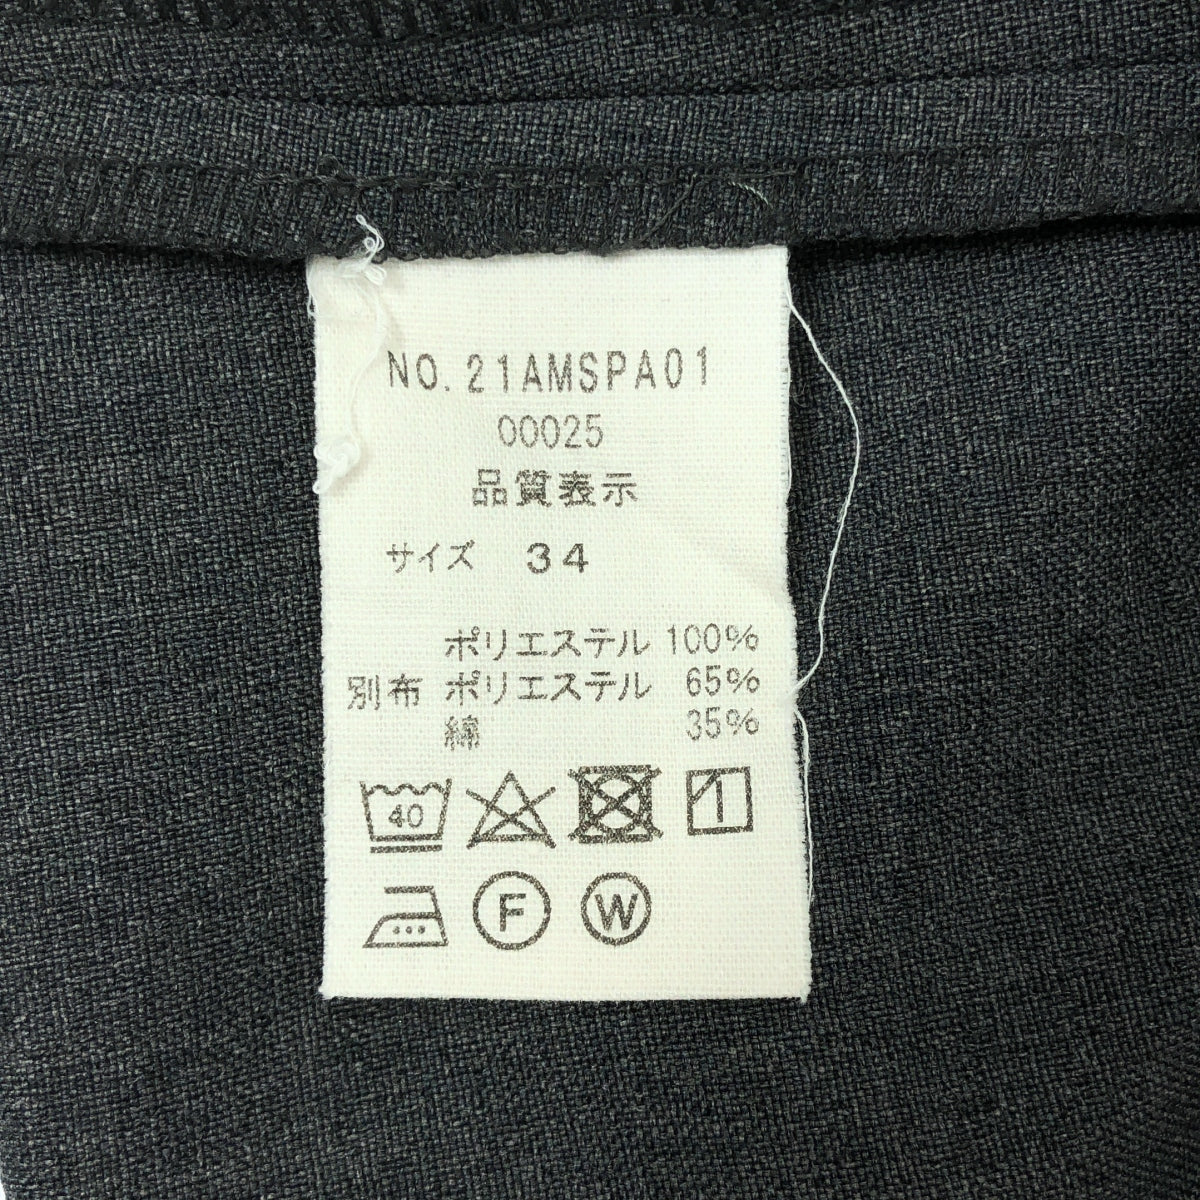 NO.21AMSPA01
00025
品質表示
サイズ 34
ポリエステル 100%
別布 ポリエステル 65%
綿 35%
40
F W